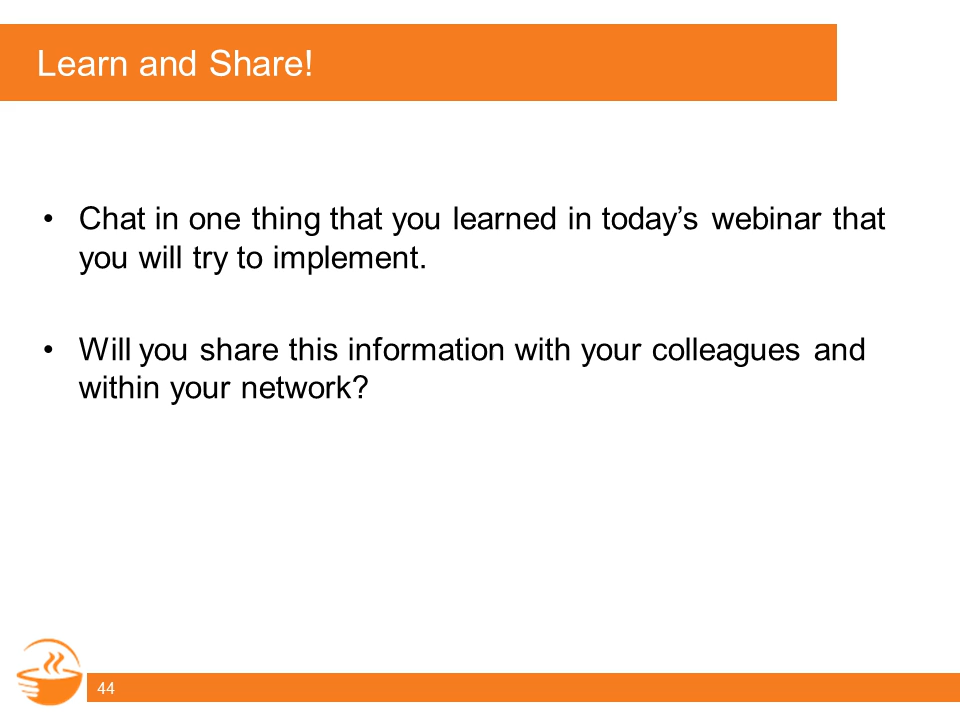 Learn and Share!
• Chat in one thing that you learned in today’s webinar that
you will try to implement.
• Will you share this information with your colleagues and
within your network?
44